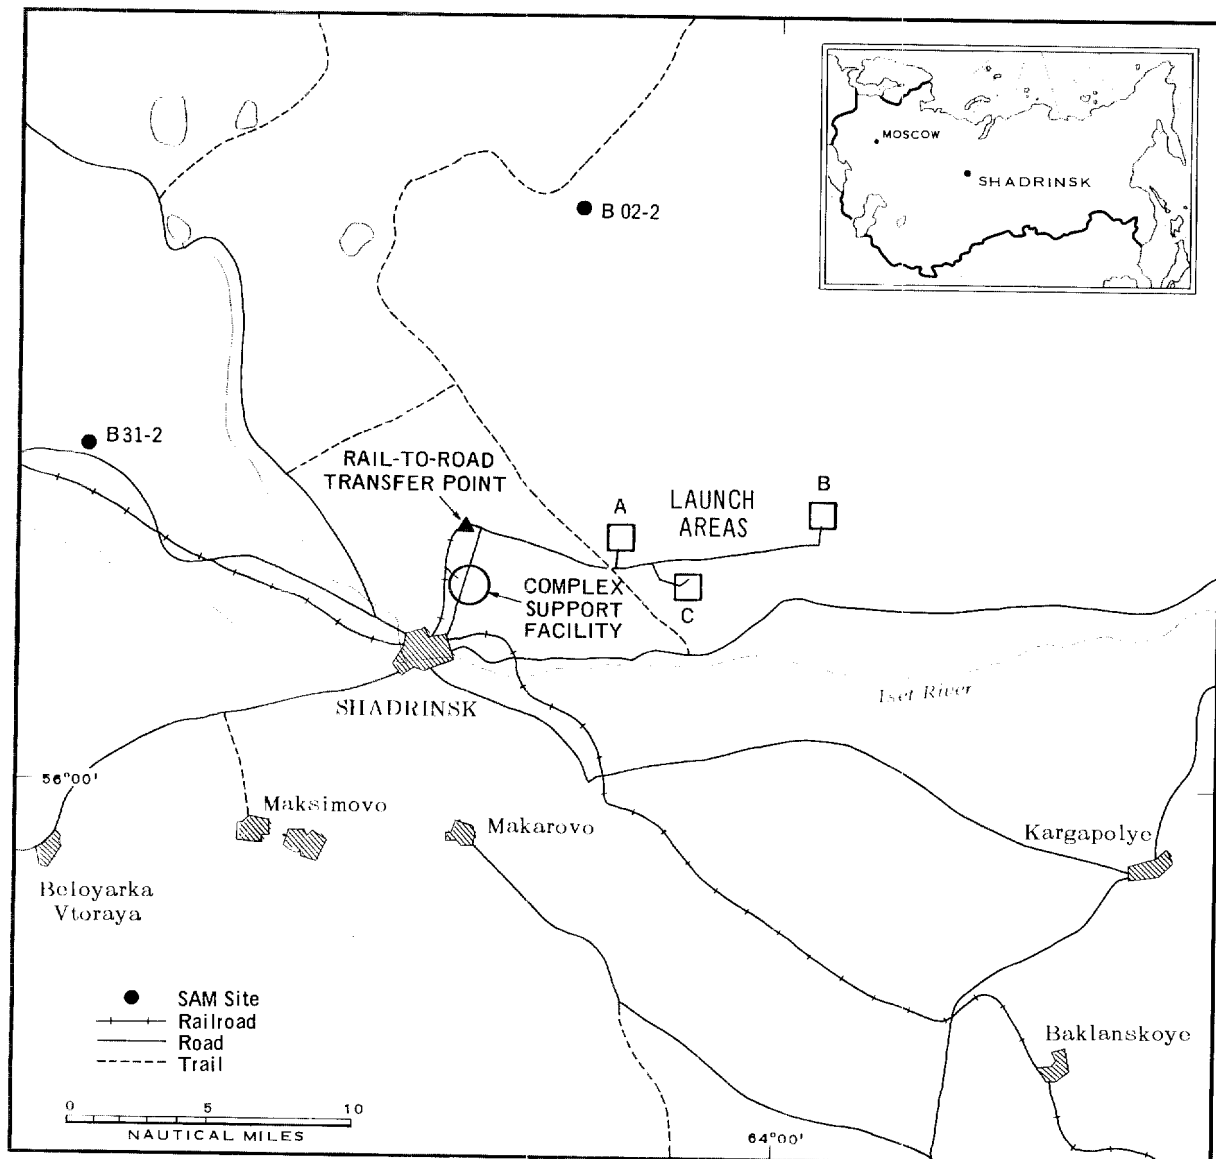 MOSCOW
SHADRINSK
B 02-2
B 31-2
RAIL-TO-ROAD
TRANSFER POINT
A
LAUNCH
AREAS
B
C
COMPLEX
SUPPORT
FACILITY
SHADRINSK
Iset River
56°00'
Maksimovo
Makarovo
Kargapolye
Beloyarka
Vtoraya
Baklanskoye
SAM Site
Railroad
Road
Trail
0 5 10
NAUTICAL MILES
64°00'